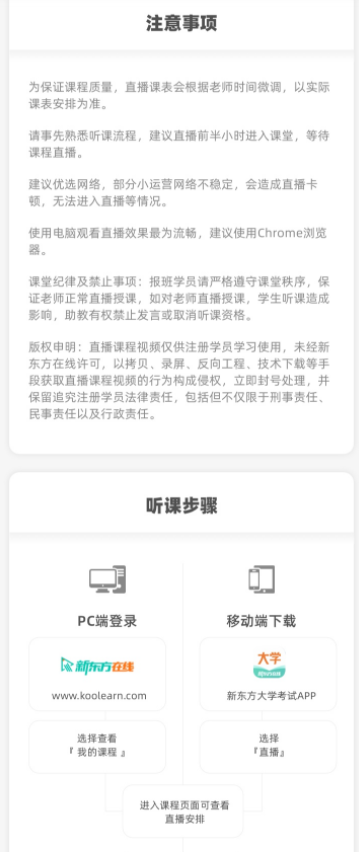 注意事项
为保证课程质量，直播课表会根据老师时间微调，以实际
课表安排为准。
请事先熟悉听课流程，建议直播前半小时进入课堂，等待
课程直播。
建议优选网络，部分小运营网络不稳定，会造成直播卡
顿，无法进入直播等情况。
使用电脑观看直播效果最为流畅，建议使用Chrome浏览
器。
课堂纪律及禁止事项：报班学员请严格遵守课堂秩序，保
证老师正常直播授课，如对老师直播授课，学生听课造成
影响，助教有权禁止发言或取消听课资格。
版权申明：直播课程视频仅供注册学员学习使用，未经新
东方在线许可，以拷贝、录屏、反向工程、技术下载等手
段获取直播课程视频的行为构成侵权，立即封号处理，并
保留追究注册学员法律责任，包括但不仅限于刑事责任、
民事责任以及行政责任。
听课步骤
PC端登录
移动端下载
新东方在线
大学
www.koolearn.com
新东方大学考试APP
选择查看
『 我的课程 』
选择
『直播』
进入课程页面可查看
直播安排